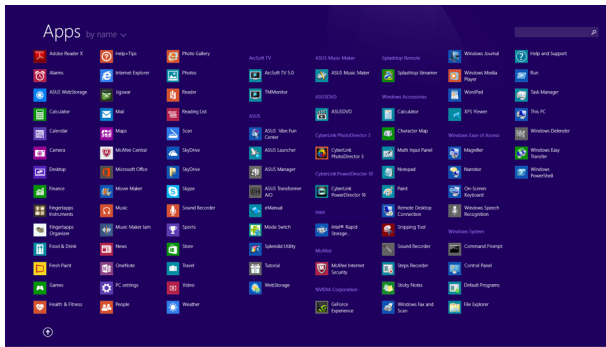 Apps by name
Adobe Reader X
Alarms
ASUS WebStorage
Calculator
Calendar
Camera
Desktop
Finance
Fingertapps
Instruments
Fingertapps
Organizer
Food & Drink
Fresh Paint
Games
Health & Fitness
Help+Tips
Internet Explorer
Jigswar
Mail
Maps
McAfee Central
Microsoft Office
Movie Maker
Music
Music Maker Jam
News
OneNote
PC settings
People
Photo Gallery
Photos
Reader
Reading List
Scan
SkyDrive
SkyDrive
Skype
Sound Recorder
Sports
Store
Travel
Video
Weather
ArcSoft TV
ArcSoft TV 5.0
TMMonitor
ASUS
ASUS Vibe Fun
Center
ASUS Launcher
ASUS Manager
ASUS Transformer
AiO
eManual
Mode Switch
Splendid Utility
Tutorial
WebStorage
ASUS Music Maker
ASUS Music Maker
ASUSDVD
ASUSDVD
CyberLink PhotoDirector 3
CyberLink
PhotoDirector 3
CyberLink PowerDirector 10
CyberLink
PowerDirector 10
Intel
Intel® Rapid
Storage...
McAfee
McAfee Internet
Security
NVIDIA Corporation
GeForce
Experience
Splashtop Remote
Splashtop Streamer
Windows Accessories
Calculator
Character Map
Math Input Panel
Notepad
Paint
Remote Desktop
Connection
Snipping Tool
Sound Recorder
Steps Recorder
Sticky Notes
Windows Fax and
Scan
Windows Journal
Windows Media
Player
WordPad
XPS Viewer
Windows Ease of Access
Magnifier
Narrator
On-Screen
Keyboard
Windows Speech
Recognition
Windows System
Command Prompt
Control Panel
Default Programs
File Explorer
Help and Support
Run
Task Manager
This PC
Windows Defender
Windows Easy
Transfer
Windows
PowerShell